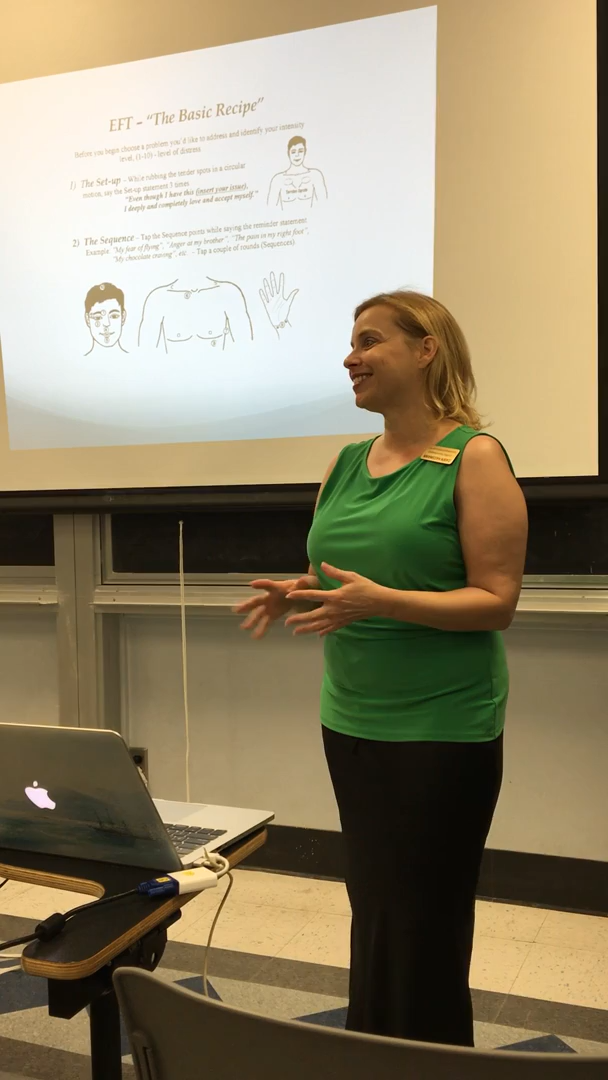 EFT - "The Basic Recipe"
Before you begin choose a problem you'd like to address and identify your intensity
level, (1-10) - level of distress
1) The Set-up - While rubbing the tender spots in a circular
motion, say the Set-up statement 3 times
"Even though I have this (insert your issue),
I deeply and completely love and accept myself."
2) The Sequence - Tap the Sequence points while saying the reminder statement
Example: "My fear of flying", "Anger at my brother", "The pain in my right foot",
"My chocolate craving", etc. - Tap a couple of rounds (Sequences)